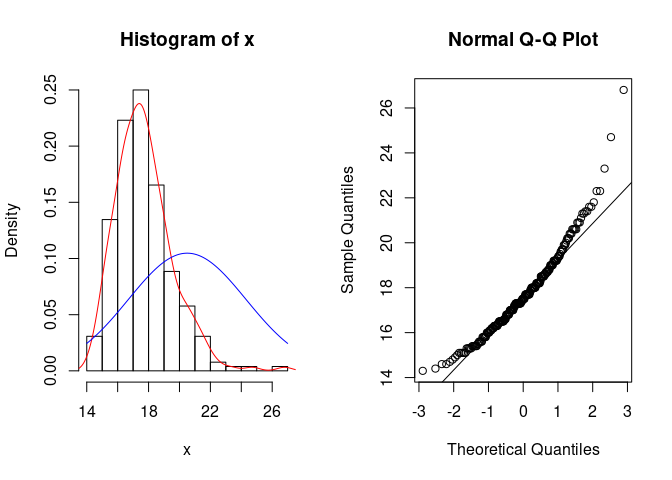 Histogram of x
Density
0.00 0.05 0.10 0.15 0.20 0.25
14 18 22 26
x
Normal Q-Q Plot
Sample Quantiles
14 16 18 20 22 24 26
-3 -2 -1 0 1 2 3
Theoretical Quantiles